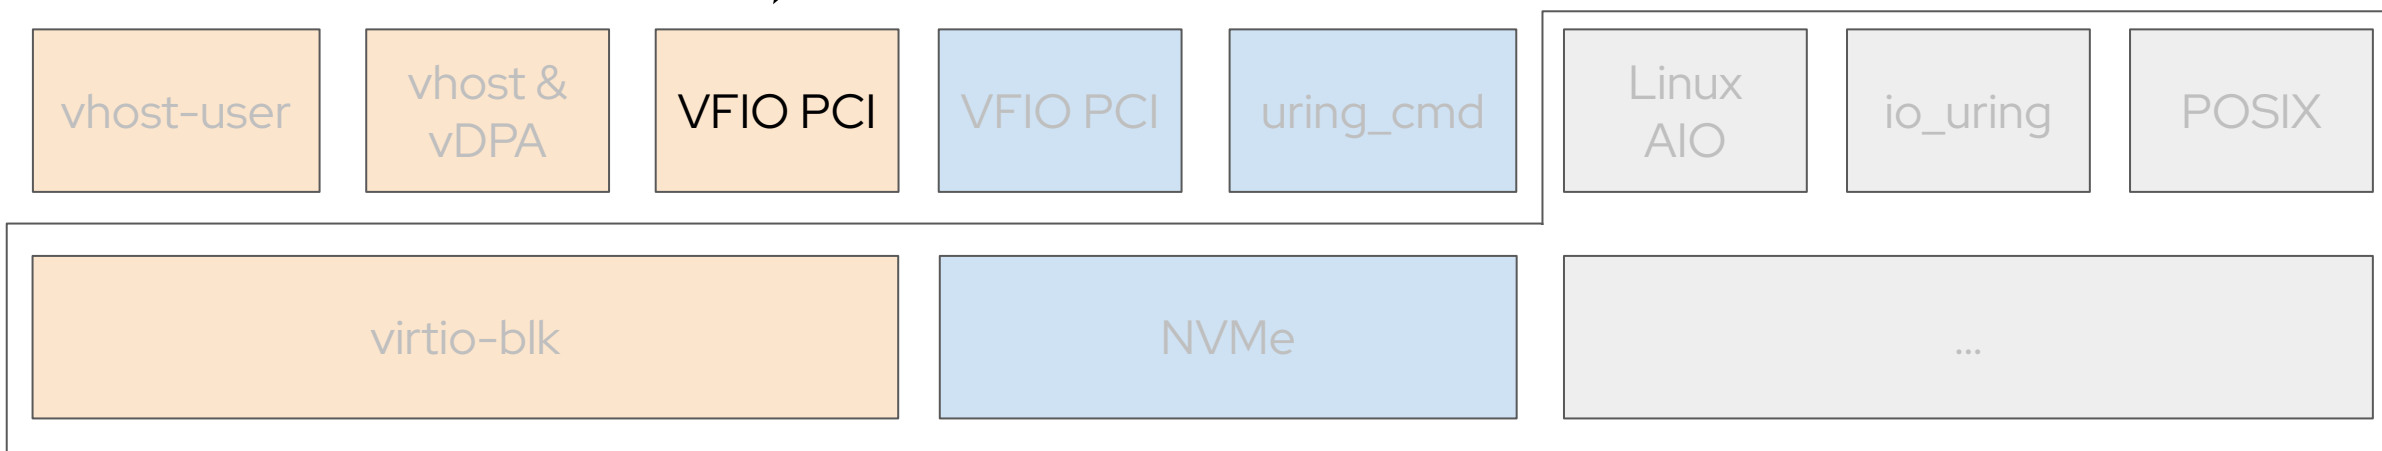 vhost-user
vhost &
vDPA
VFIO PCI
VFIO PCI
uring_cmd
Linux
AIO
io_uring
POSIX
virtio-blk
NVMe
...